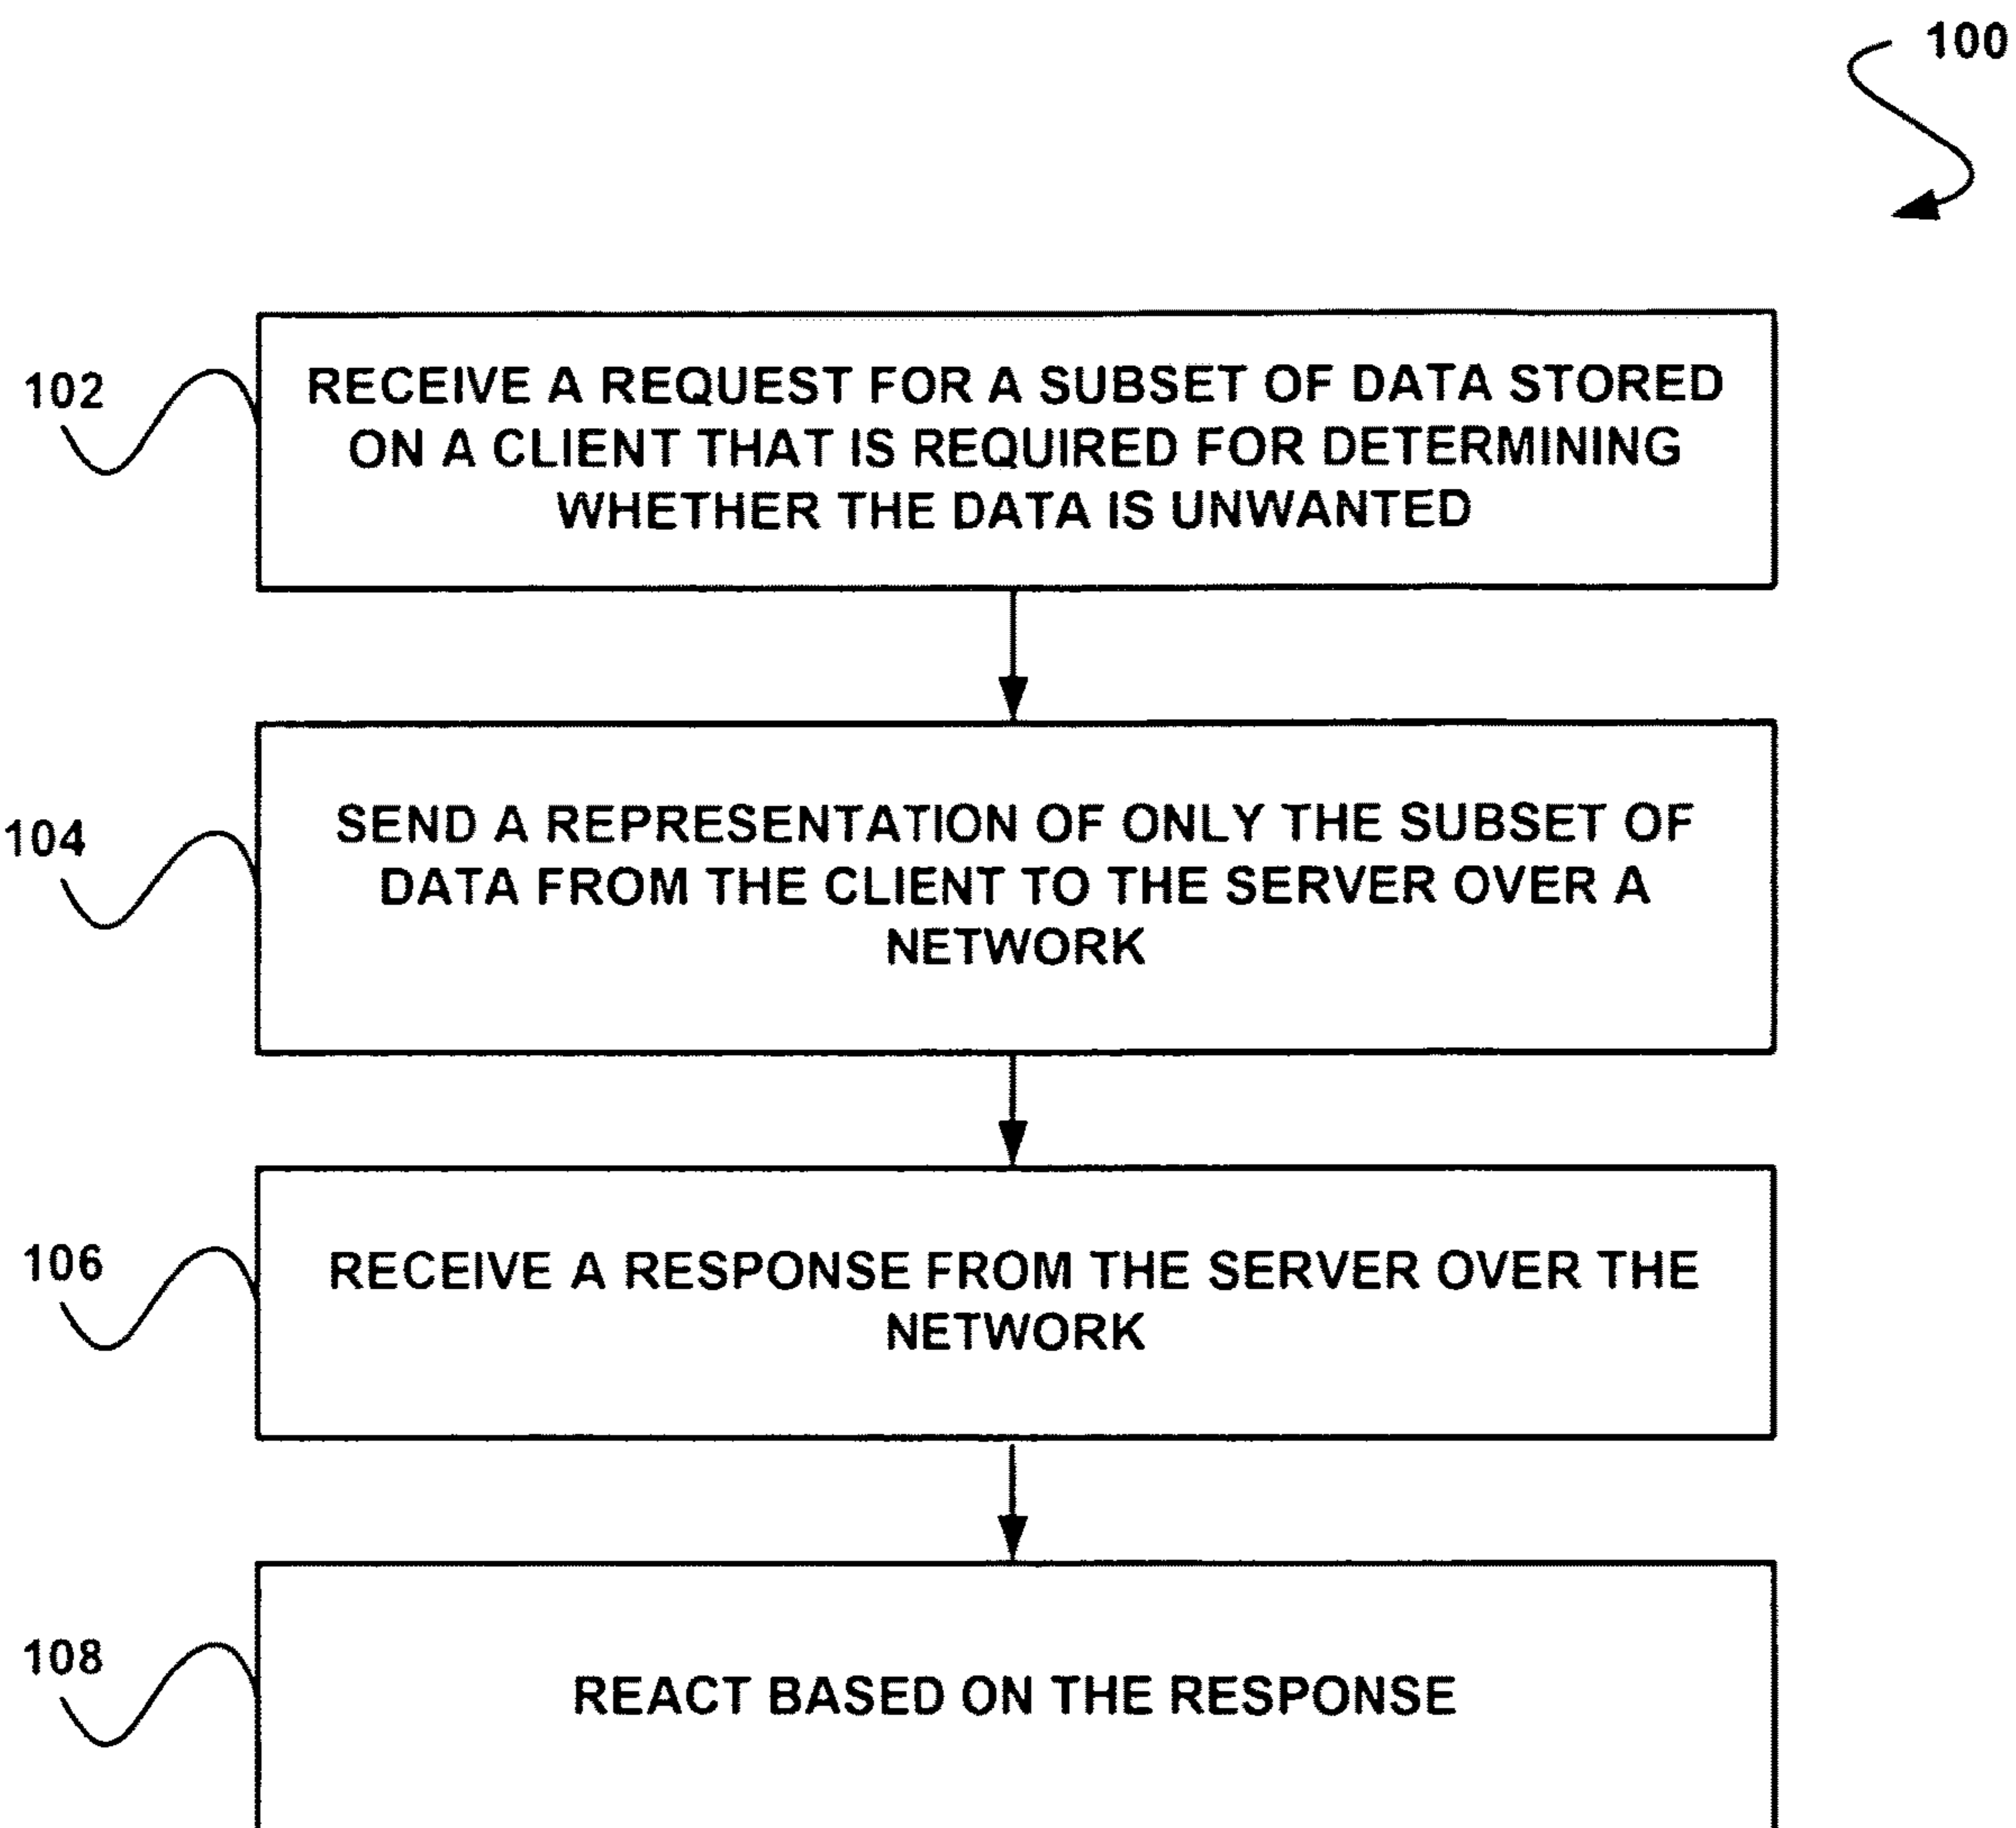 100
102
RECEIVE A REQUEST FOR A SUBSET OF DATA STORED
ON A CLIENT THAT IS REQUIRED FOR DETERMINING
WHETHER THE DATA IS UNWANTED
104
SEND A REPRESENTATION OF ONLY THE SUBSET OF
DATA FROM THE CLIENT TO THE SERVER OVER A
NETWORK
106
RECEIVE A RESPONSE FROM THE SERVER OVER THE
NETWORK
108
REACT BASED ON THE RESPONSE